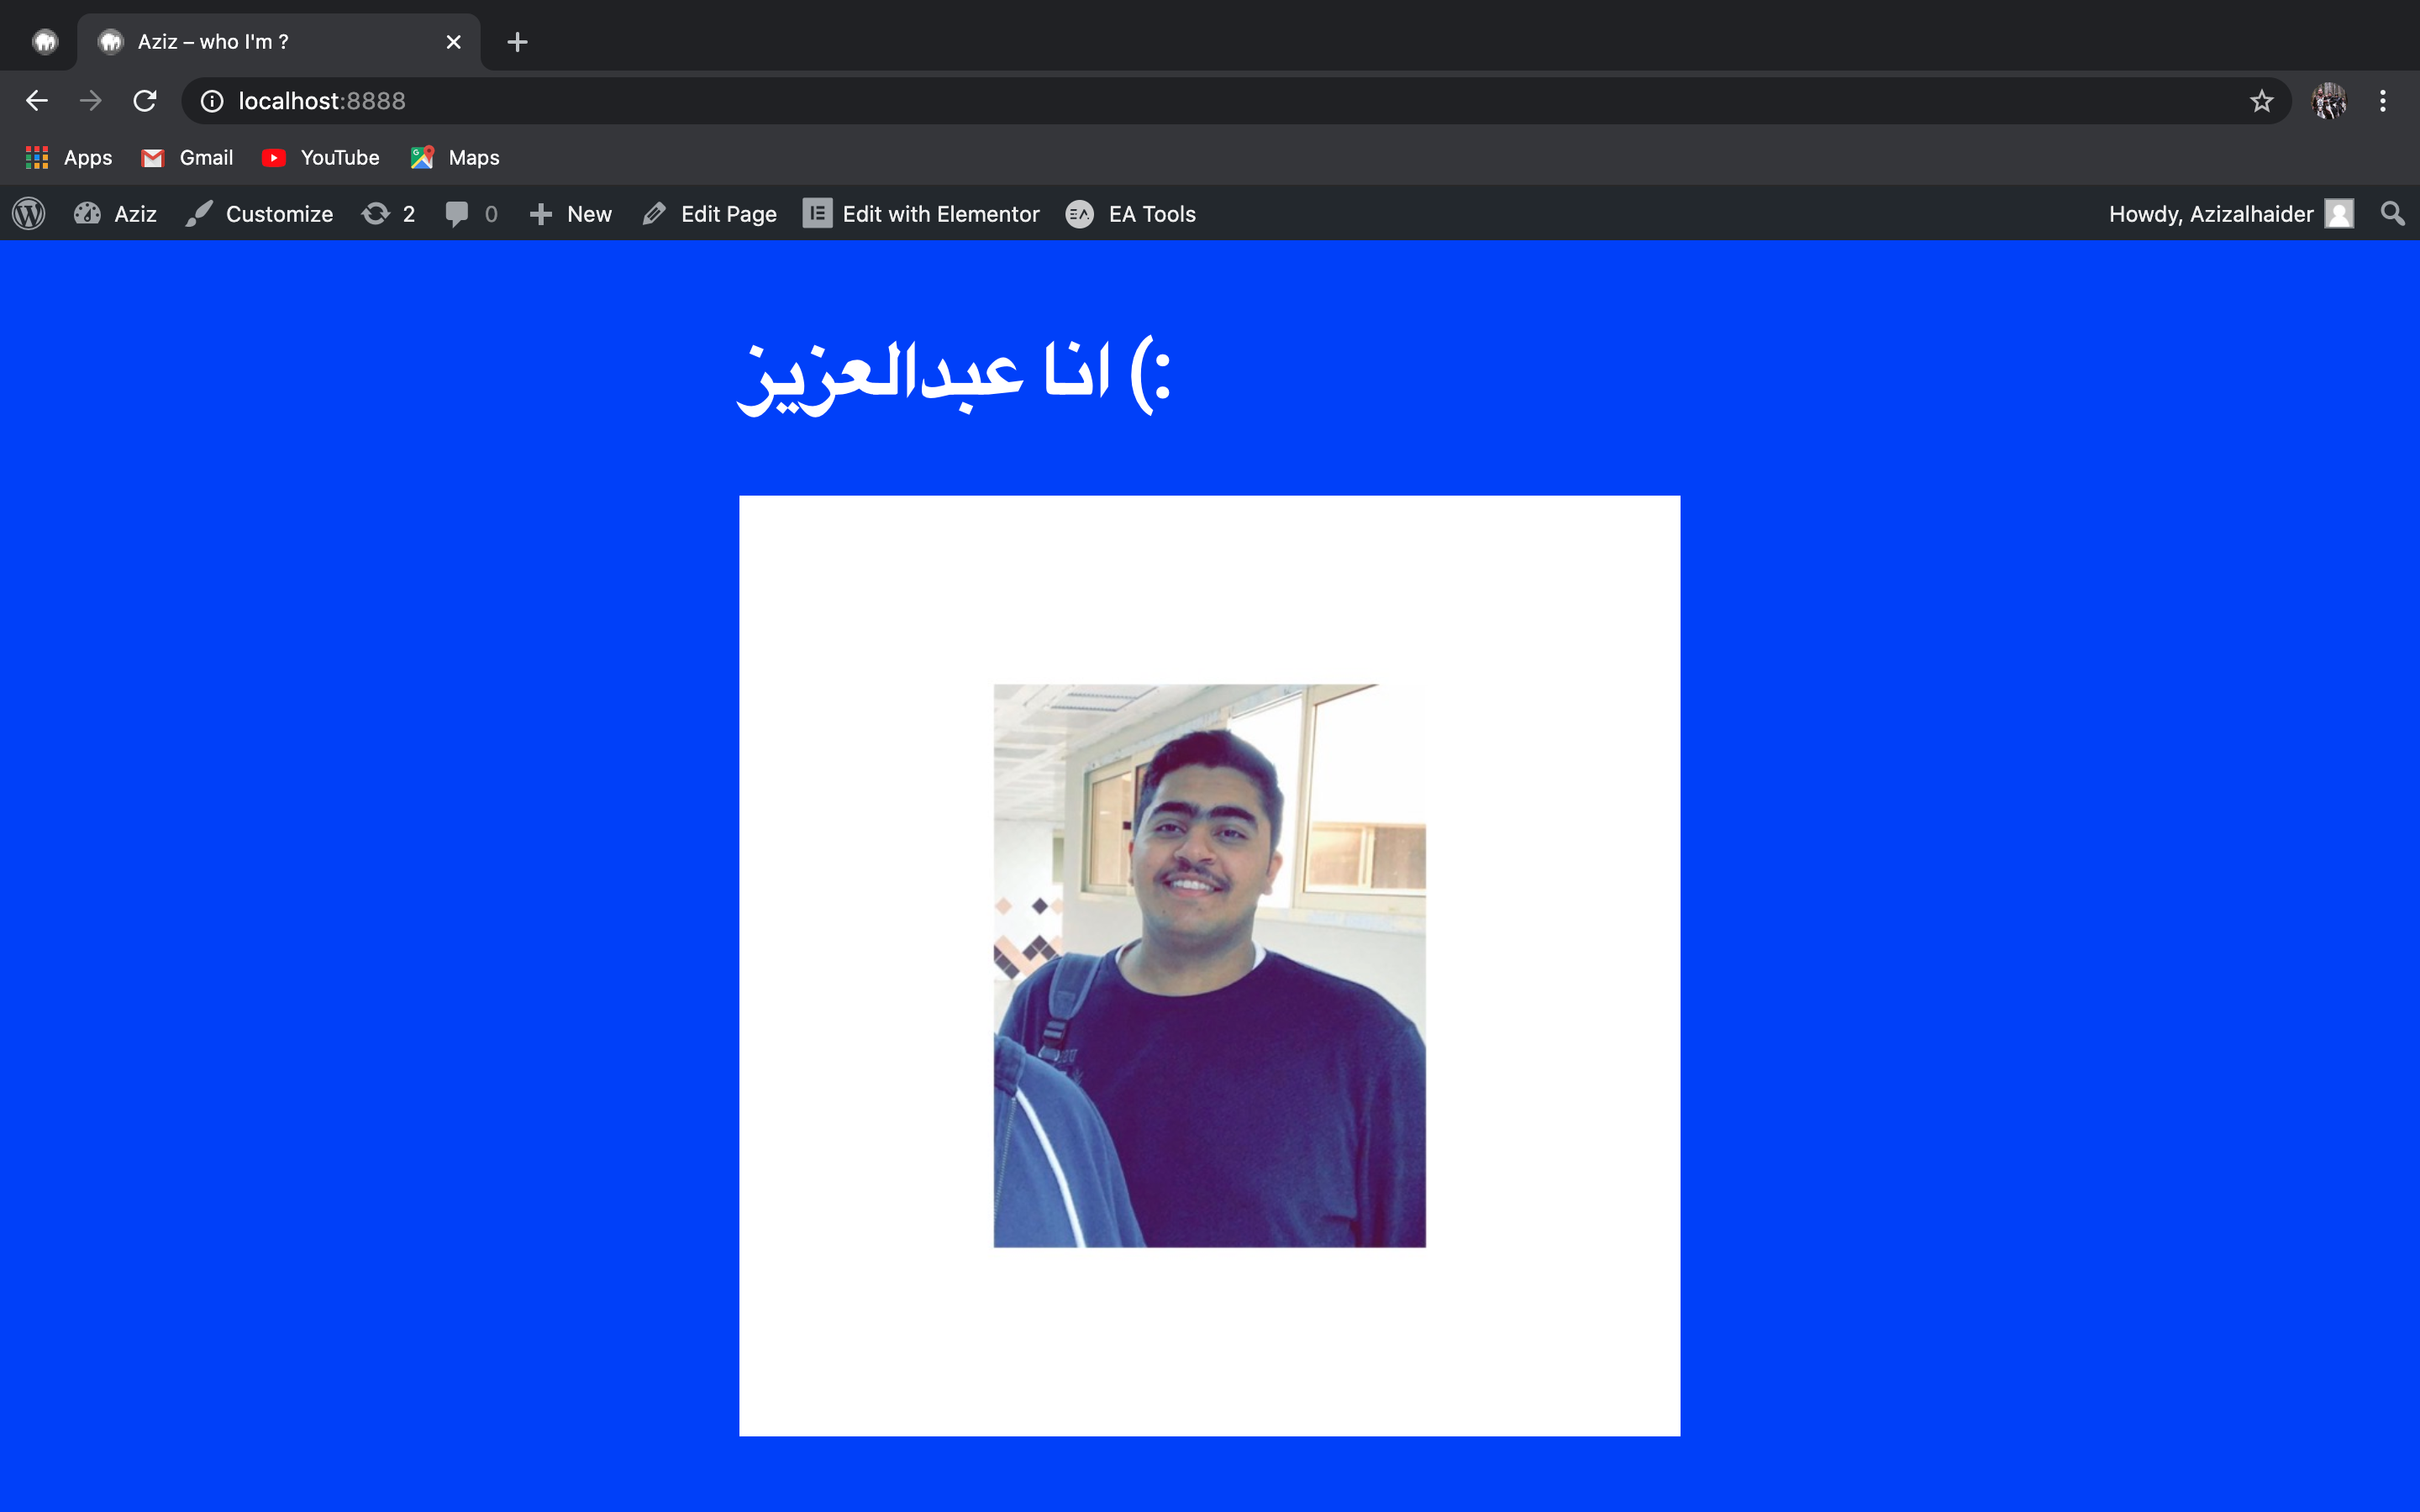 Aziz – who I'm ?
localhost:8888
Apps Gmail YouTube Maps
Aziz Customize 2 0 New Edit Page Edit with Elementor EA Tools Howdy, Azizalhaider
انا عبدالعزيز (: